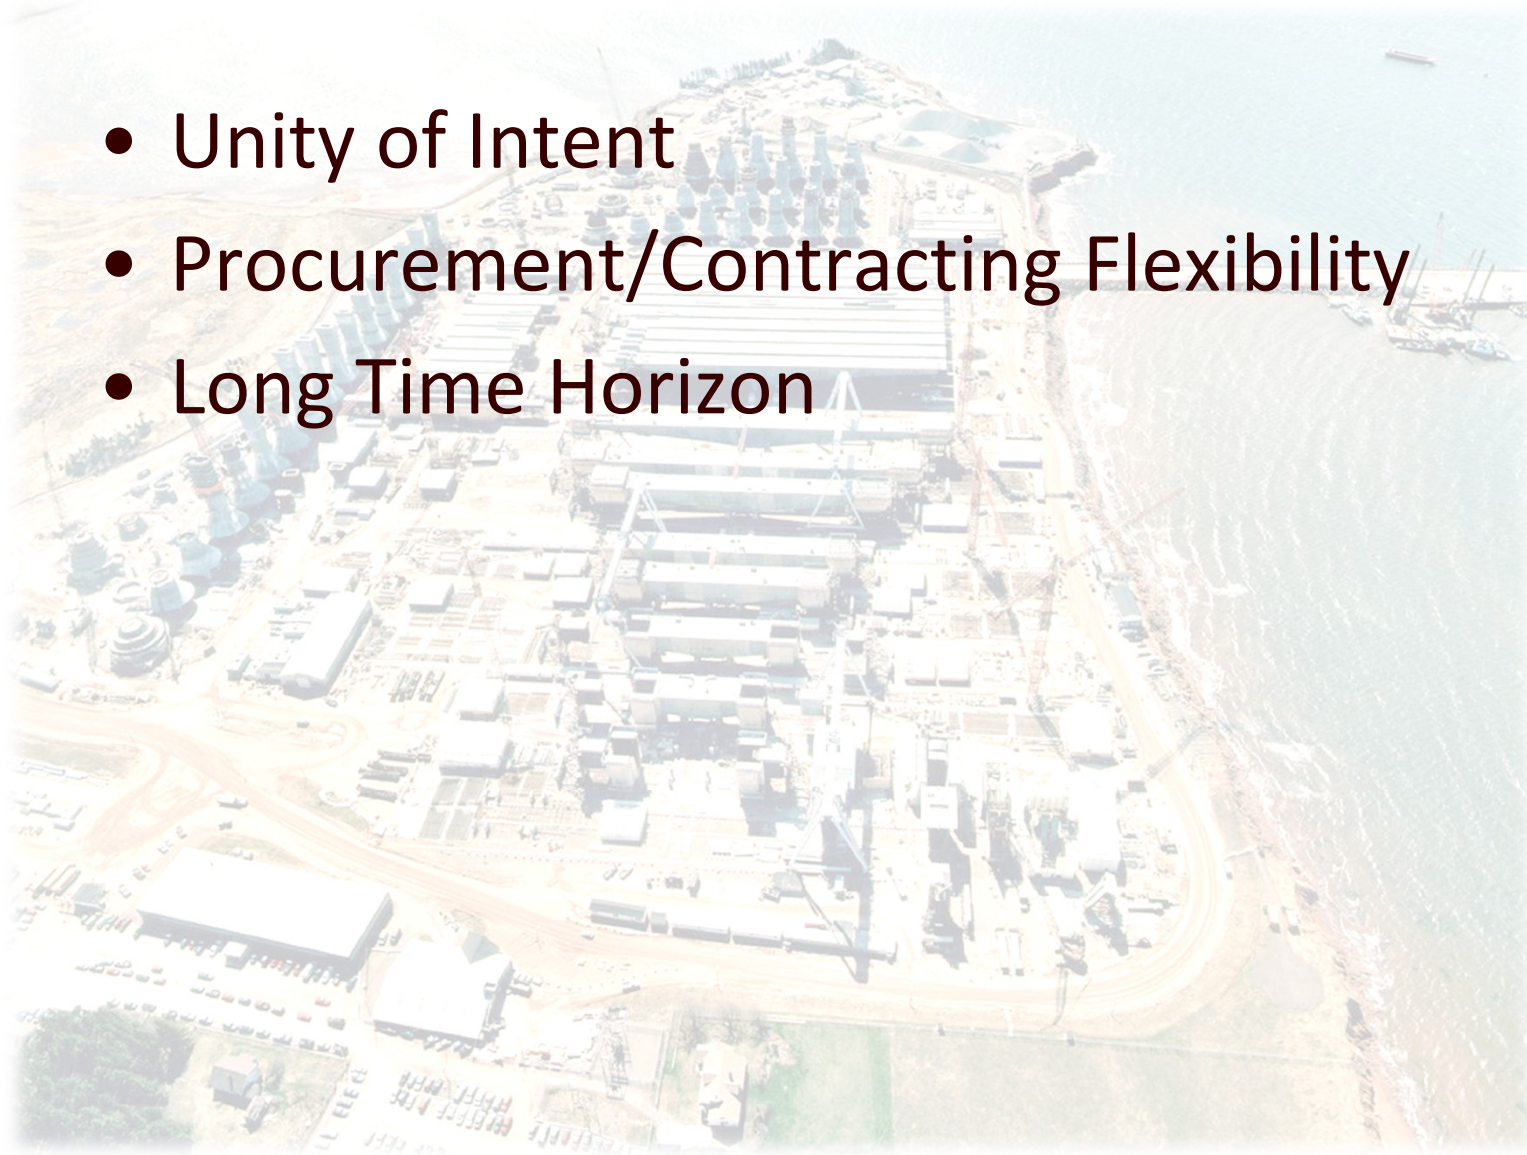 • Unity of Intent
• Procurement/Contracting Flexibility
• Long Time Horizon